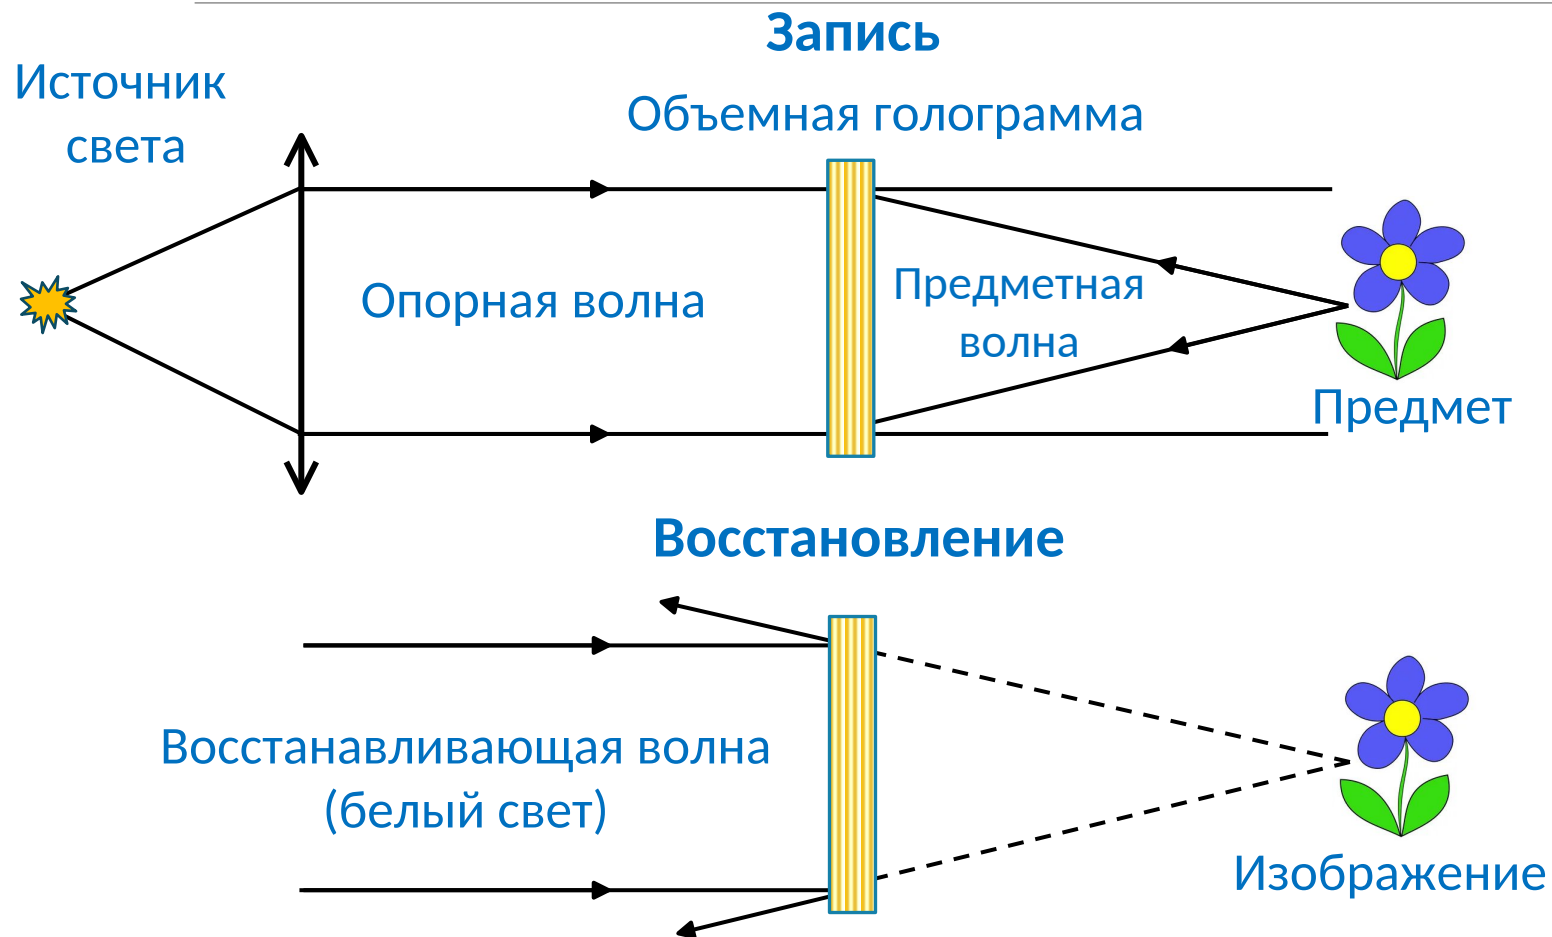 Запись
Источник
света
Объемная голограмма
Опорная волна
Предметная
волна
Предмет
Восстановление
Восстанавливающая волна
(белый свет)
Изображение